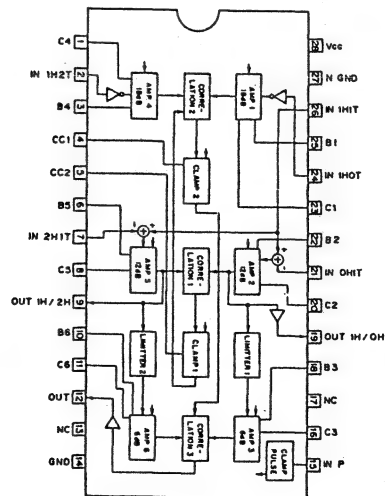 C4 1
IN 1H2T 2
B4 3
CC1 4
CC2 5
B5 6
IN 2H1T 7
C5 8
OUT 1H/2H 9
B6 10
C6 11
OUT 12
NC 13
GND 14
28 Vcc
27 N GND
26 IN 1H1T
25 B1
24 IN 1H0T
23 C1
22 B2
21 IN 0H1T
20 C2
19 OUT 1H/0H
18 B3
17 NC
16 C3
15 IN P
AMP 4
18dB
CORRE-
LATION 2
AMP 1
18dB
CLAMP 2
AMP 5
12dB
CORRE-
LATION 1
AMP 2
12dB
LIMITTER 2
CLAMP 1
LIMITTER 1
AMP 6
6dB
CORRE-
LATION 3
AMP 3
6dB
CLAMP
PULSE
+
-
+
+
-
+